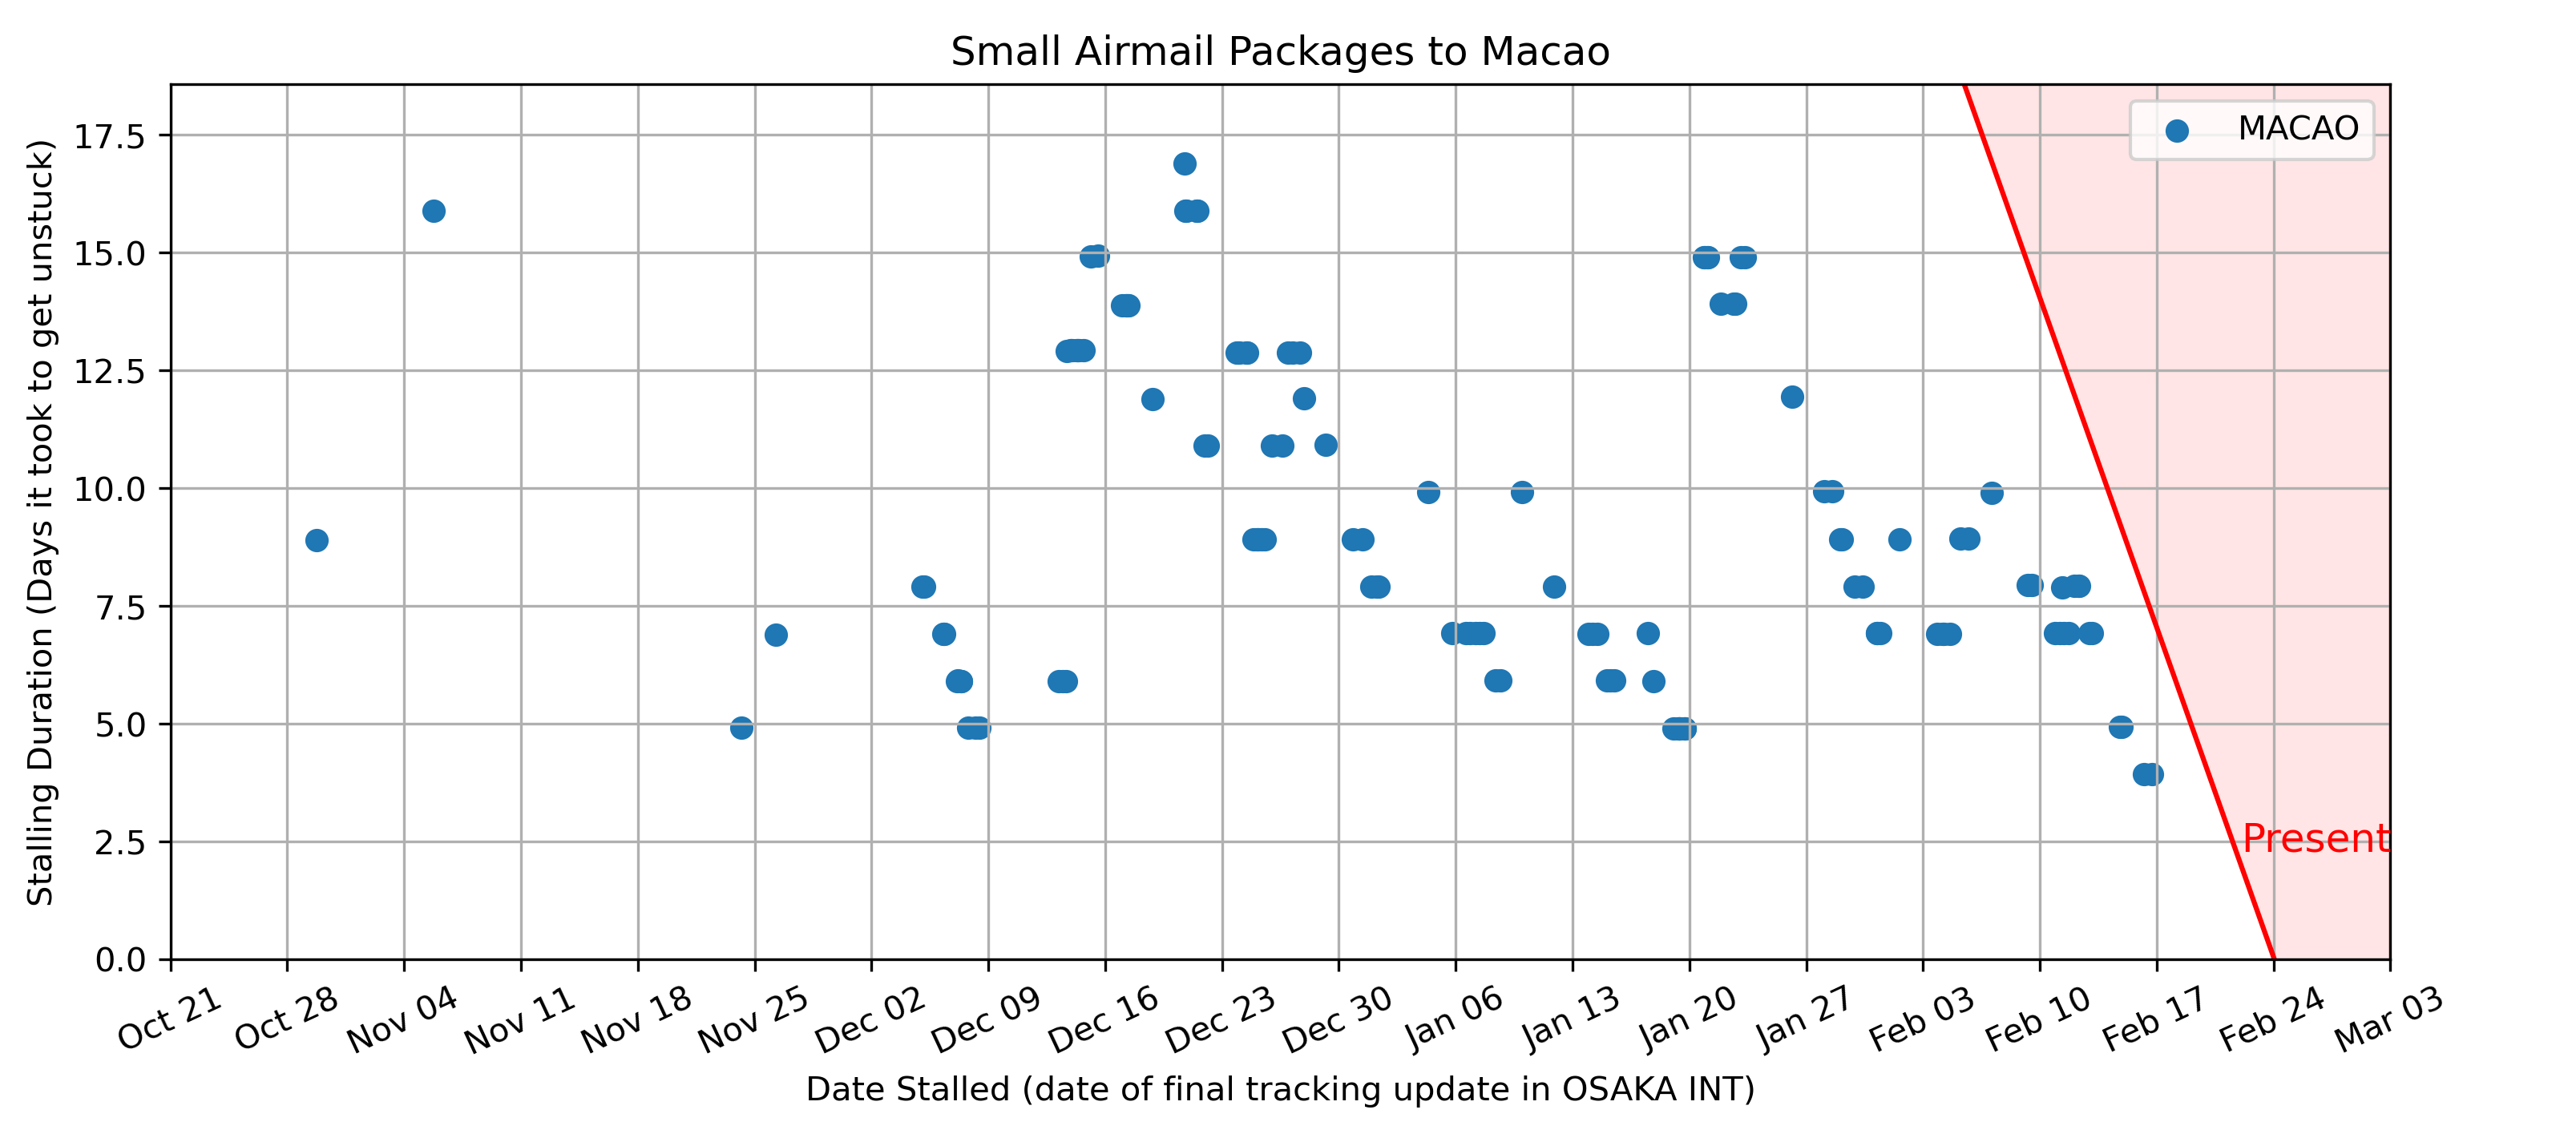 Small Airmail Packages to Macao
MACAO
Stalling Duration (Days it took to get unstuck)
17.5
15.0
12.5
10.0
7.5
5.0
2.5
0.0
Present
Oct 21
Oct 28
Nov 04
Nov 11
Nov 18
Nov 25
Dec 02
Dec 09
Dec 16
Dec 23
Dec 30
Jan 06
Jan 13
Jan 20
Jan 27
Feb 03
Feb 10
Feb 17
Feb 24
Mar 03
Date Stalled (date of final tracking update in OSAKA INT)